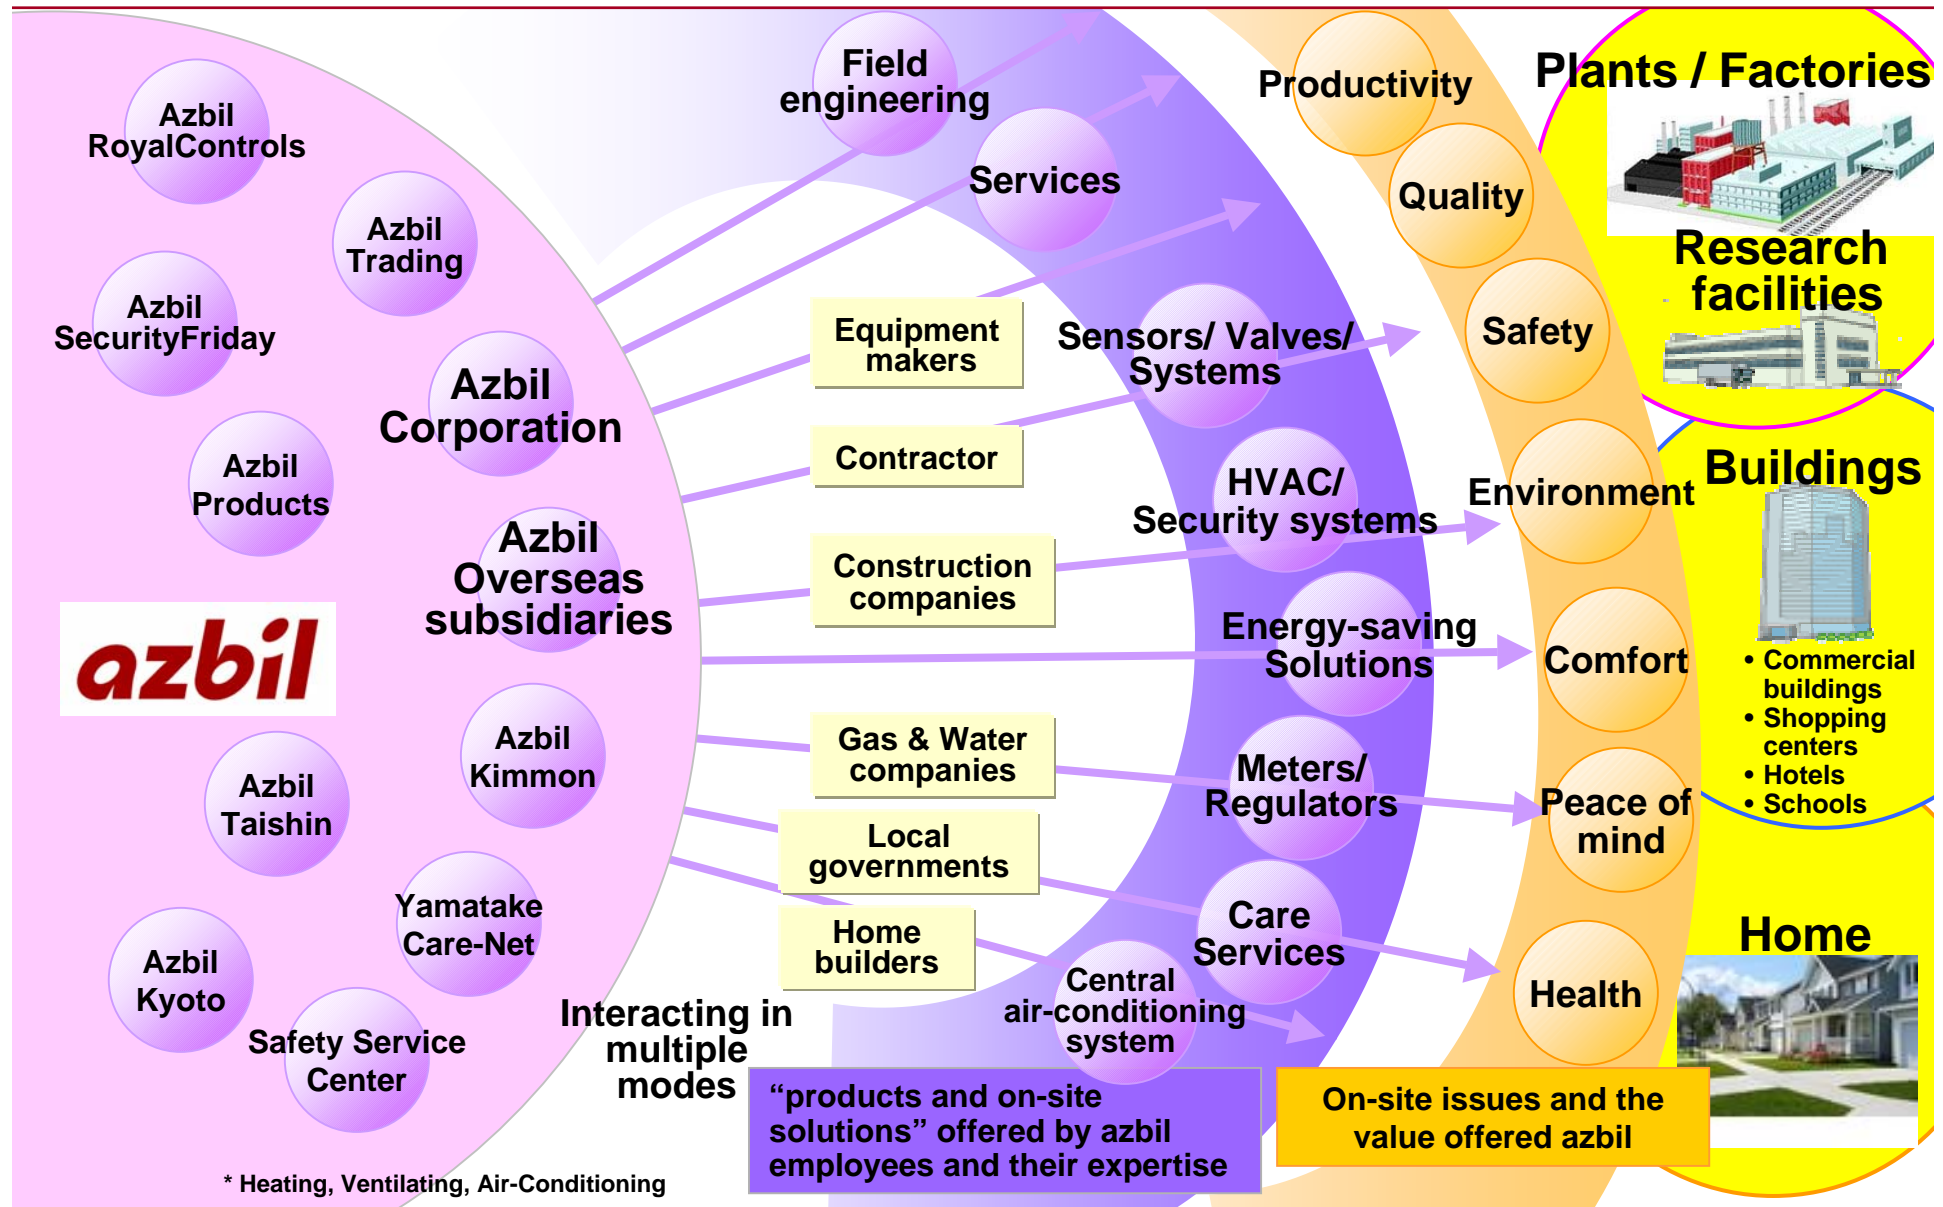 Azbil
RoyalControls
Azbil
Trading
Azbil
SecurityFriday
Azbil
Corporation
Azbil
Products
Azbil
Overseas
subsidiaries
azbil
Azbil
Kimmon
Azbil
Taishin
Yamatake
Care-Net
Azbil
Kyoto
Safety Service
Center
Interacting in
multiple
modes
* Heating, Ventilating, Air-Conditioning
Equipment
makers
Contractor
Construction
companies
Gas & Water
companies
Local
governments
Home
builders
Field
engineering
Services
Sensors/ Valves/
Systems
HVAC/
Security systems
Energy-saving
Solutions
Meters/
Regulators
Care
Services
Central
air-conditioning
system
“products and on-site
solutions” offered by azbil
employees and their expertise
Productivity
Quality
Safety
Environment
Comfort
Peace of
mind
Health
On-site issues and the
value offered azbil
Plants / Factories
Research
facilities
Buildings
• Commercial
buildings
• Shopping
centers
• Hotels
• Schools
Home